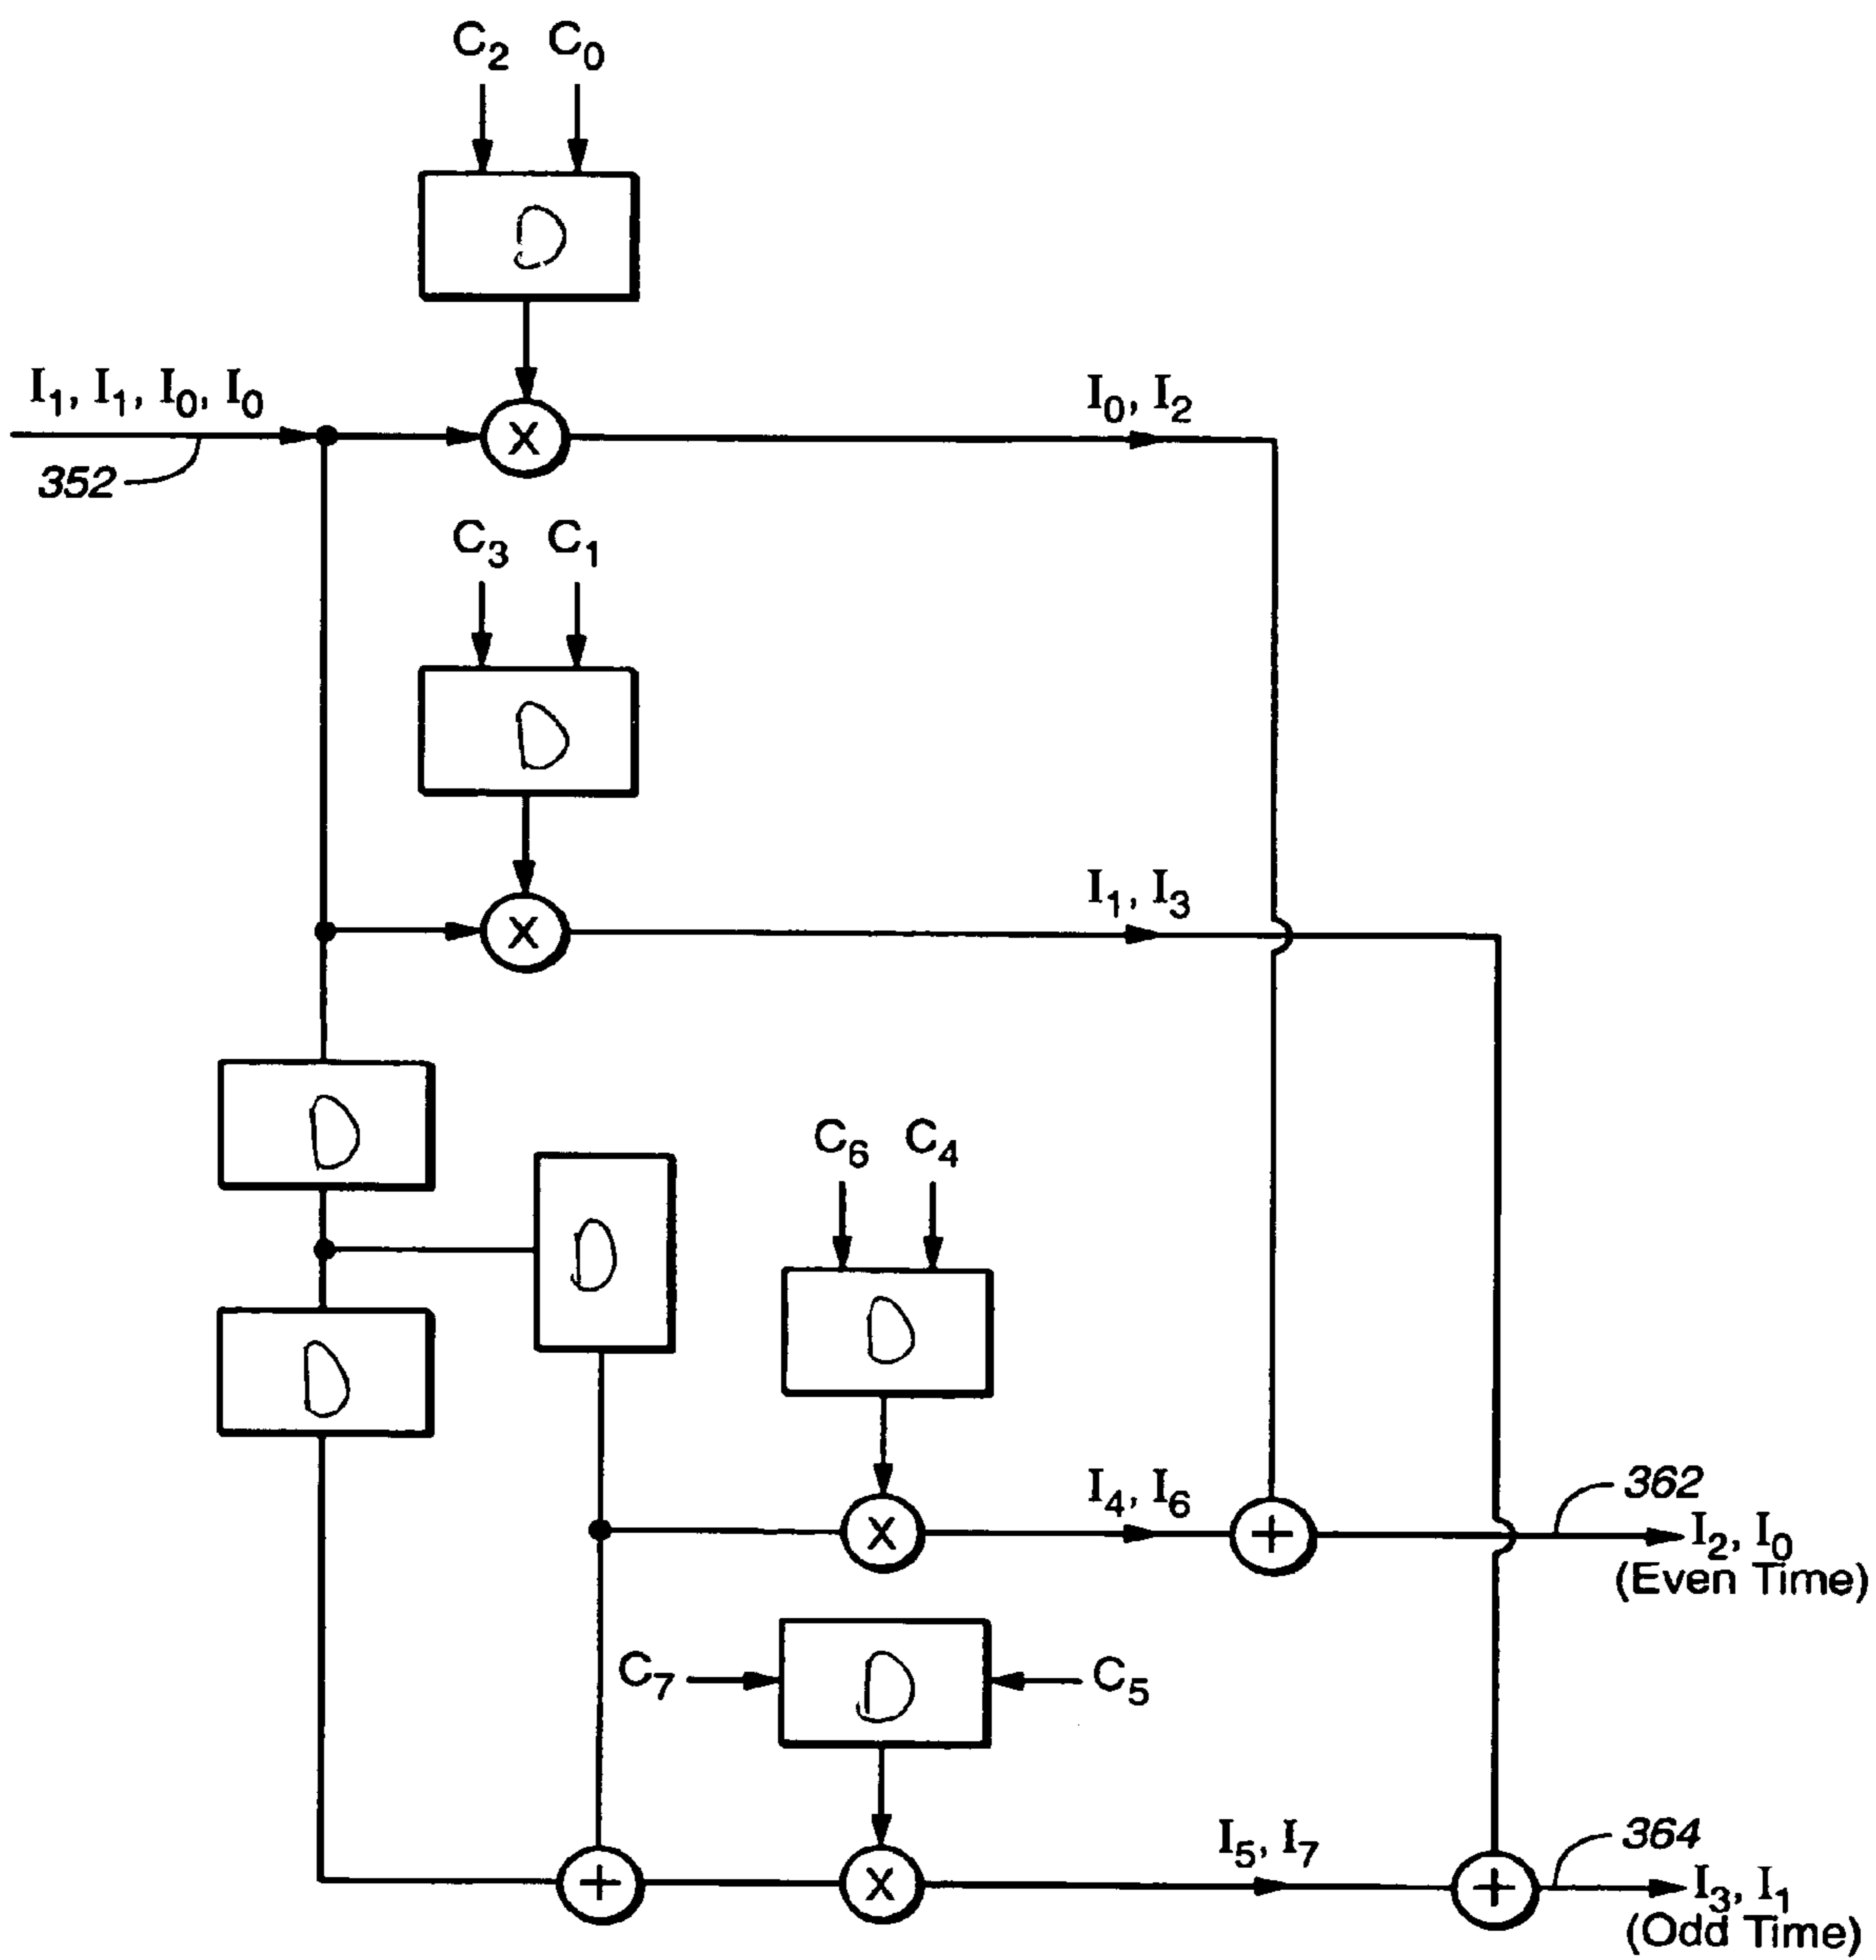 C2 C0
D
I1, I1, I0, I0
I0, I2
X
352
C3 C1
D
I1, I3
X
D
C6 C4
D
D
D
I4, I6
362
X
+
I2, I0
(Even Time)
D
C7
C5
I5, I7
364
+
X
+
I3, I1
(Odd Time)